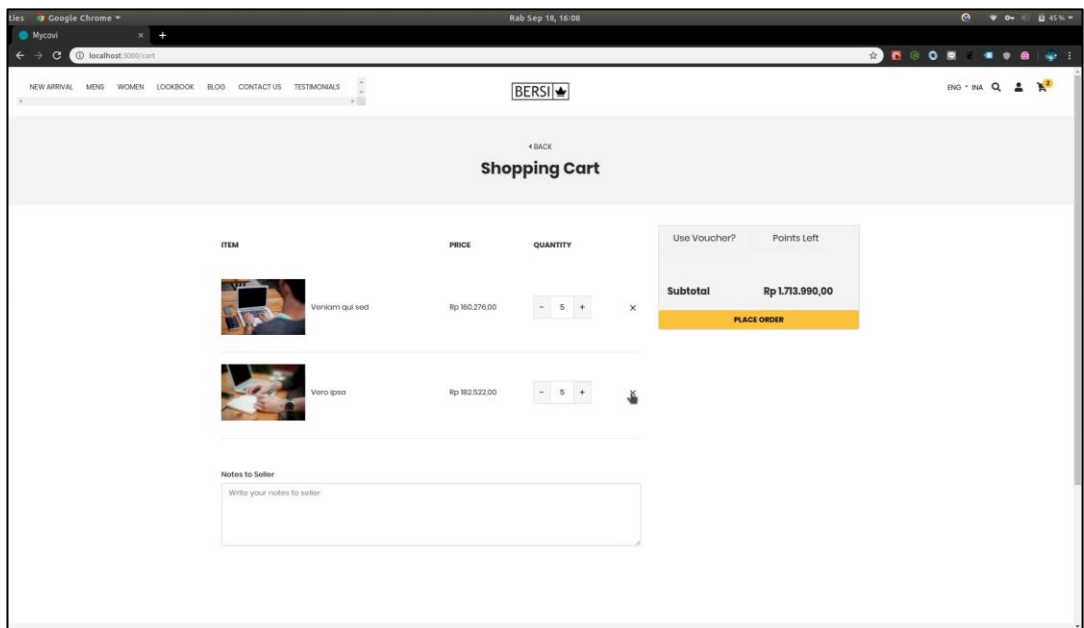 ties Google Chrome ▾ Rab Sep 18, 16:08 45 % ▾
Mycovi × +
localhost:3000/cart
NEW ARRIVAL MENS WOMEN LOOKBOOK BLOG CONTACT US TESTIMONIALS BERSI ENG • INA 2
BACK
Shopping Cart
ITEM PRICE QUANTITY Use Voucher? Points Left
Veniam qui sed Rp 160.276,00 - 5 + ×
Subtotal Rp 1.713.990,00
PLACE ORDER
Vero ipsa Rp 182.522,00 - 5 + ×
Notes to Seller
Write your notes to seller